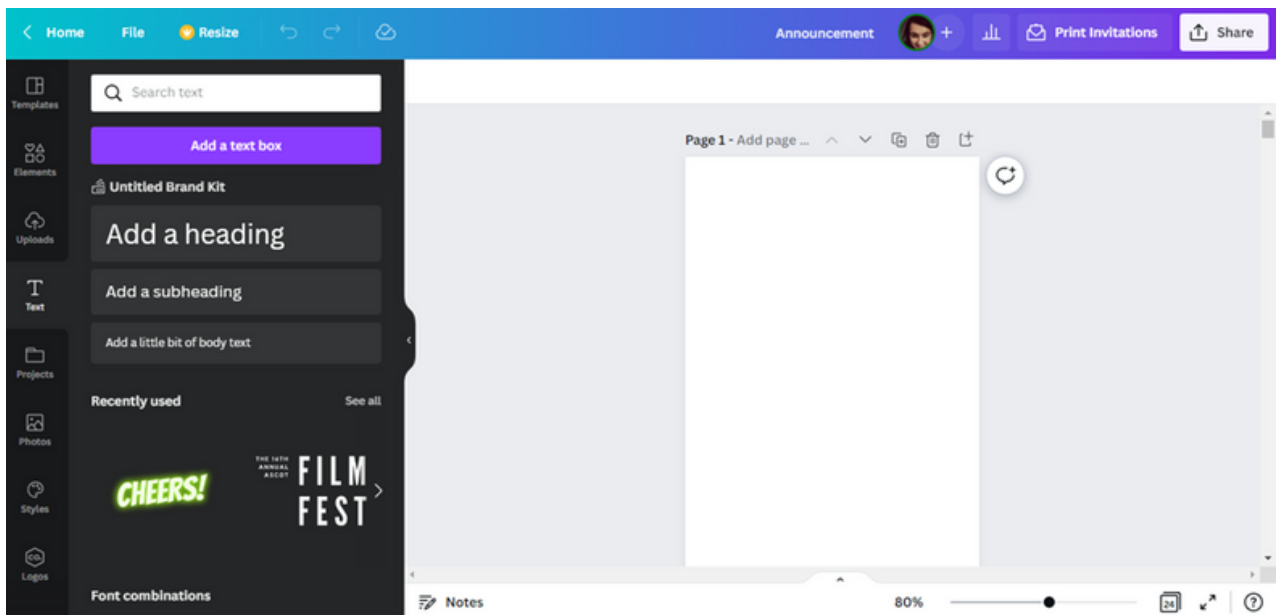 Home File Resize Announcement + Print Invitations Share
Templates
Elements
Uploads
Text
Projects
Photos
Styles
CO.
Logos
Search text
Add a text box
Untitled Brand Kit
Add a heading
Add a subheading
Add a little bit of body text
Recently used See all
CHEERS!
THE 14TH
ANNUAL
ASCOT
FILM
FEST
Font combinations
Page 1 - Add page ...
Notes 80% 24 ?